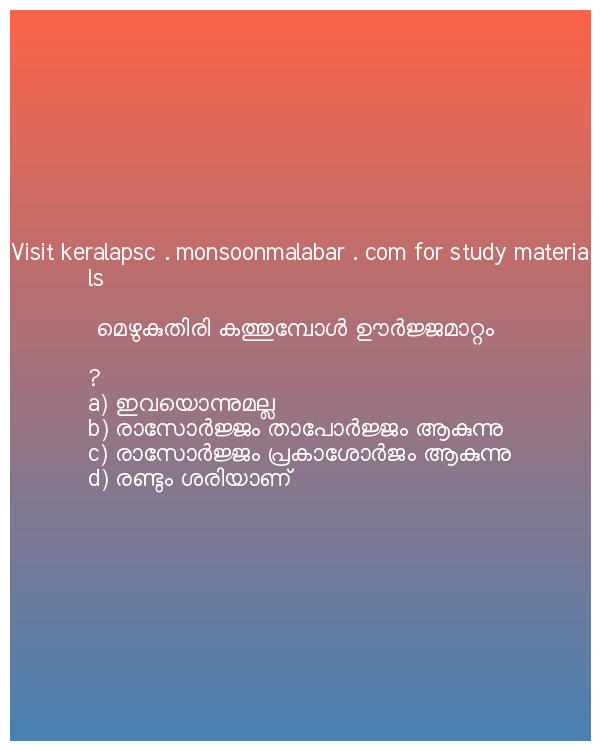 Visit keralapsc . monsoonmalabar . com for study materia
ls
മെഴുകുതിരി കത്തുമ്പോൾ ഊർജ്ജമാറ്റം
?
a) ഇവയൊന്നുമല്ല
b) രാസോർജ്ജം താപോർജ്ജം ആകുന്നു
c) രാസോർജ്ജം പ്രകാശോർജം ആകുന്നു
d) രണ്ടും ശരിയാണ്